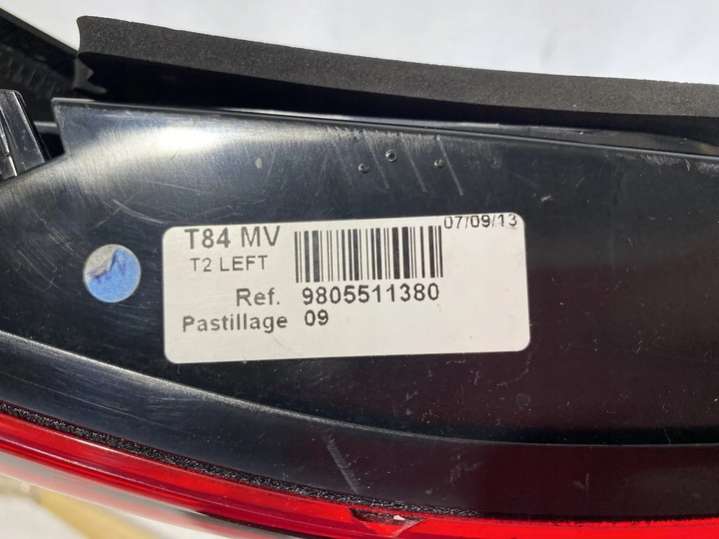 07/09/13
T84 MV
T2 LEFT
Ref. 9805511380
Pastillage 09